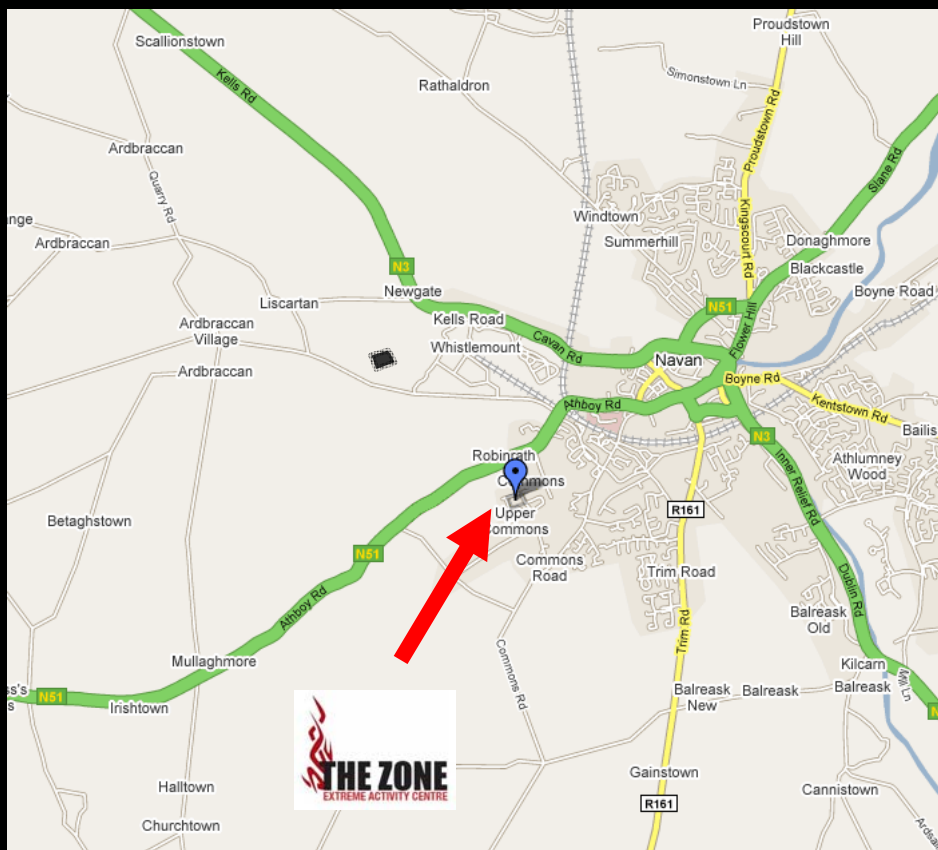 Proudstown
Hill
Scallionstown
Kells Rd
Rathaldron
Simonstown Ln
Proudstown Rd
Slane Rd
Ardbraccan
Quarry Rd
Windtown
Kingscourt Rd
Summerhill
Donaghmore
Ardbraccan
N3
Newgate
Blackcastle
Boyne Road
Liscartan
N51
Flower Hill
Kells Road
Ardbraccan
Village
Whistlemount
Cavan Rd
Navan
Ardbraccan
Boyne Rd
Athboy Rd
Kentstown Rd
Bailis
N3
Robinrath
Commons
Athlumney
Wood
Inner Relief Rd
Upper
Commons
R161
Betaghstown
N51
Commons
Road
Trim Road
Dublin Rd
Athboy Rd
Balreask
Old
Trim Rd
Mullaghmore
Commons Rd
Kilcarn
Mill Ln
N51
Irishtown
Balreask
New
Balreask
Balreask
THE ZONE
EXTREME ACTIVITY CENTRE
Gainstown
Halltown
R161
Cannistown
Churchtown